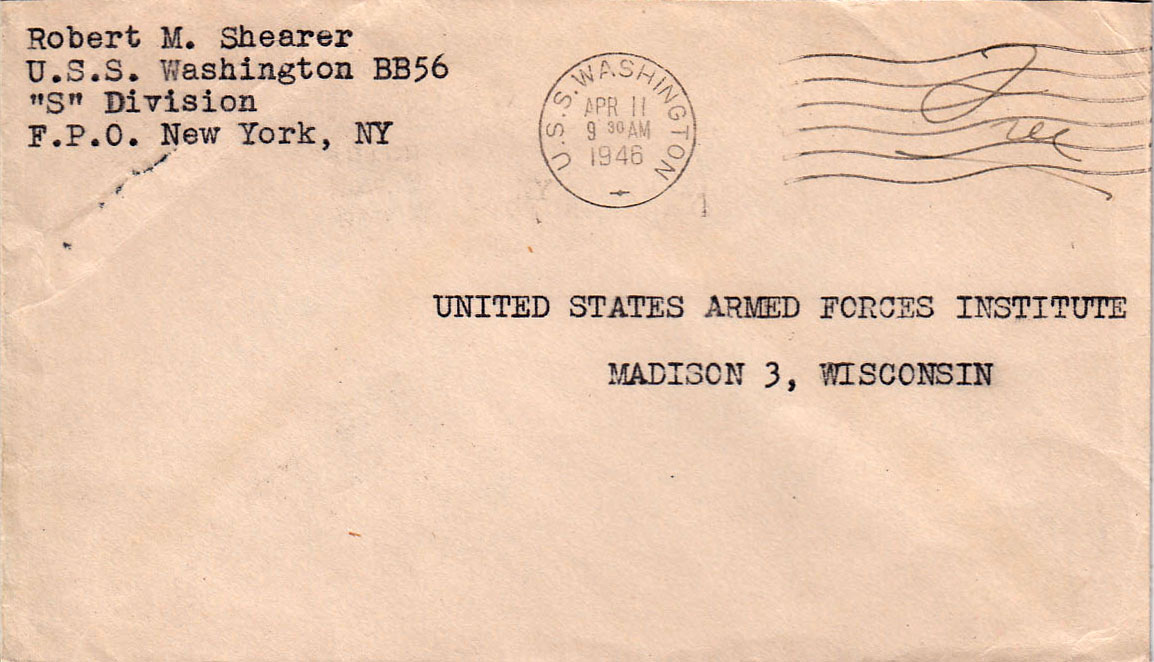 Robert M. Shearer
U.S.S. Washington BB56
"S" Division
F.P.O. New York, NY
U.S.S. WASHINGTON
APR 11
9 30 AM
1946
Free
UNITED STATES ARMED FORCES INSTITUTE
MADISON 3, WISCONSIN